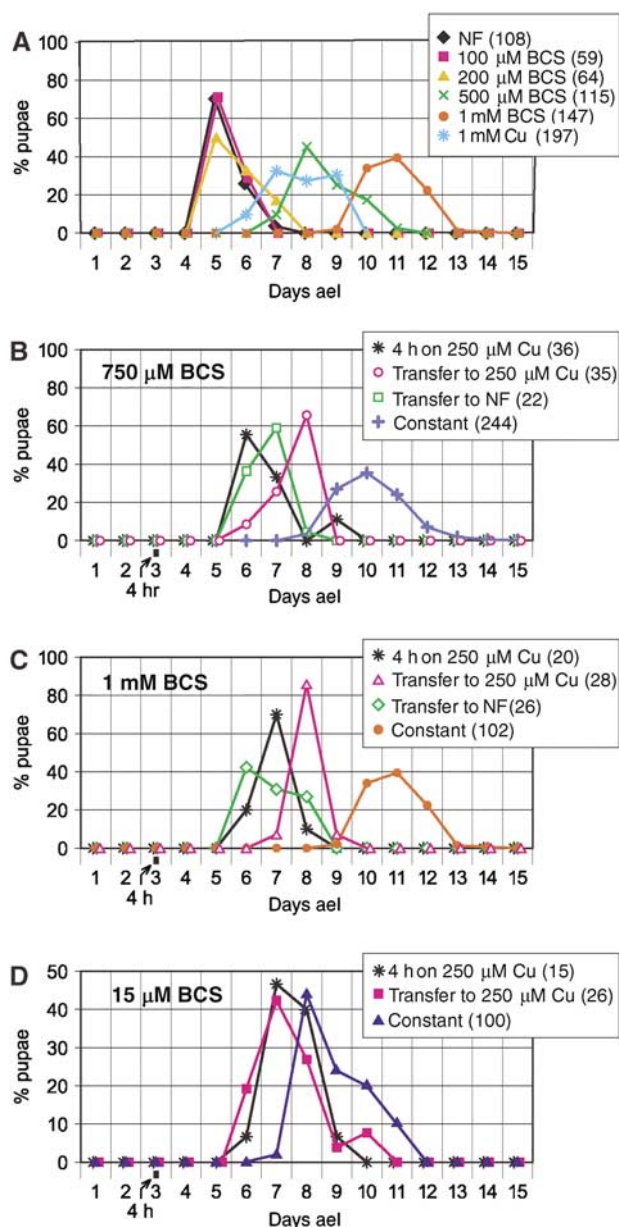 A
% pupae
100
80
60
40
20
0
NF (108)
100 μM BCS (59)
200 μM BCS (64)
500 μM BCS (115)
1 mM BCS (147)
1 mM Cu (197)
1 2 3 4 5 6 7 8 9 10 11 12 13 14 15
Days ael
B
% pupae
100
80
60
40
20
0
750 μM BCS
4 h on 250 μM Cu (36)
Transfer to 250 μM Cu (35)
Transfer to NF (22)
Constant (244)
1 2 3 4 5 6 7 8 9 10 11 12 13 14 15
4 hr
Days ael
C
% pupae
100
80
60
40
20
0
1 mM BCS
4 h on 250 μM Cu (20)
Transfer to 250 μM Cu (28)
Transfer to NF(26)
Constant (102)
1 2 3 4 5 6 7 8 9 10 11 12 13 14 15
4 h
Days ael
D
% pupae
50
40
30
20
10
0
15 μM BCS
4 h on 250 μM Cu (15)
Transfer to 250 μM Cu (26)
Constant (100)
1 2 3 4 5 6 7 8 9 10 11 12 13 14 15
4 h
Days ael